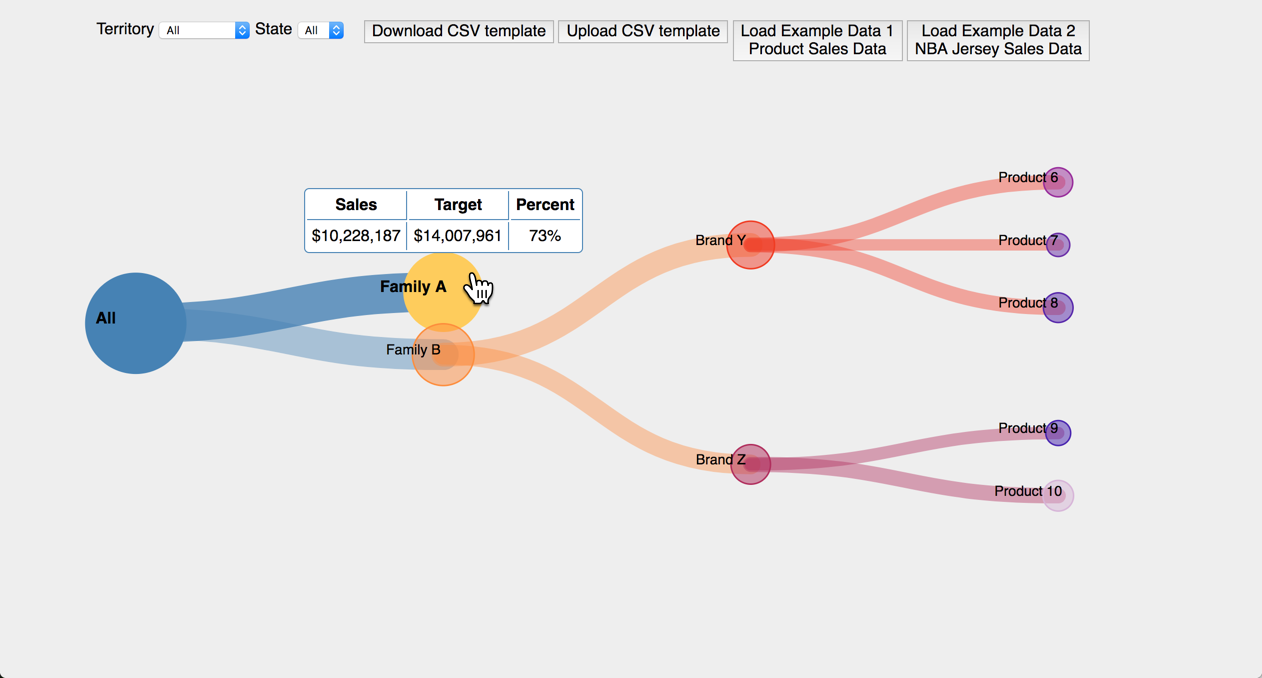 Territory All State All Download CSV template Upload CSV template Load Example Data 1
Product Sales Data Load Example Data 2
NBA Jersey Sales Data
Product 6
Sales Target Percent
$10,228,187 $14,007,961 73%
Brand Y
Product 7
Family A
Product 8
All
Family B
Product 9
Brand Z
Product 10